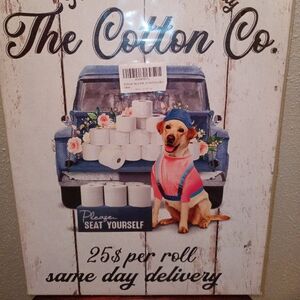 The Cotton Co.
Please
SEAT YOURSELF
25$ per roll
same day delivery